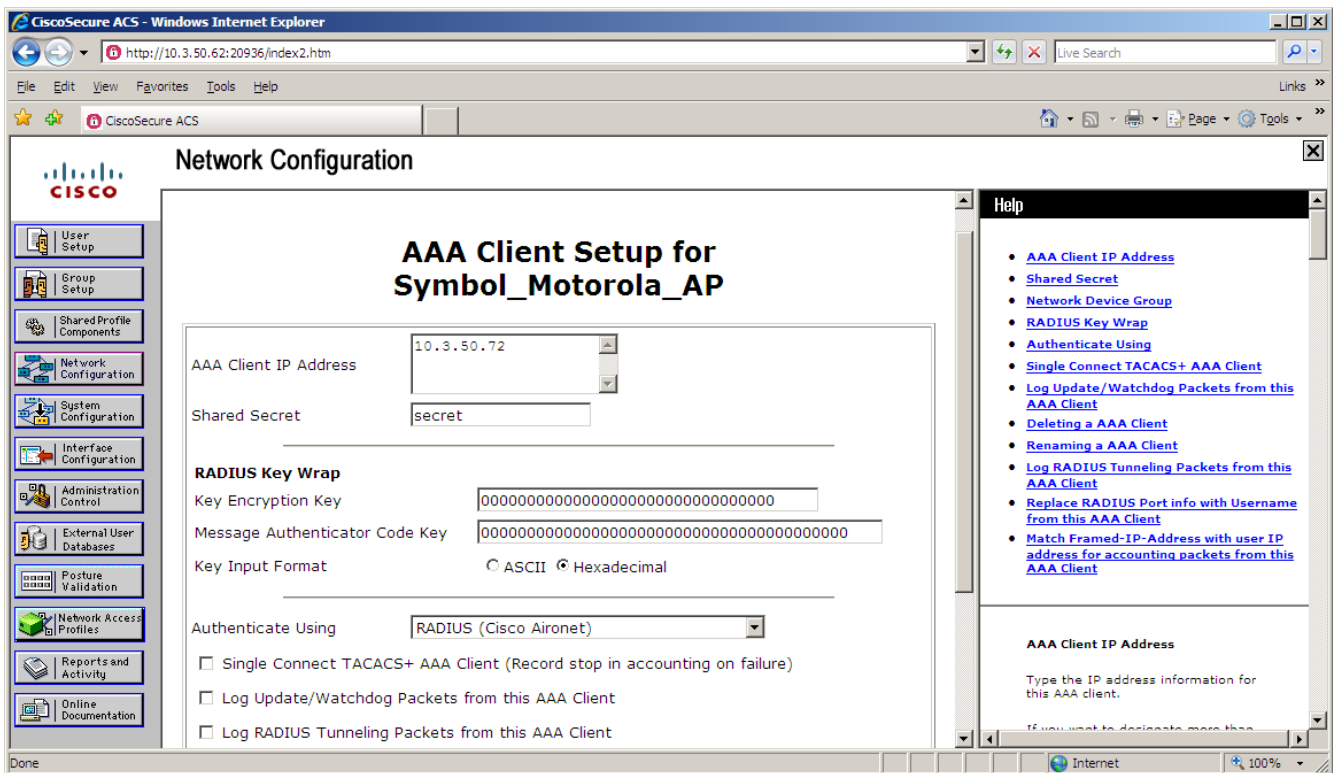 CiscoSecure ACS - Windows Internet Explorer
http://10.3.50.62:20936/index2.htm
Live Search
File Edit View Favorites Tools Help
Links »
CiscoSecure ACS
Page Tools »
CISCO
Network Configuration
User
Setup
Group
Setup
Shared Profile
Components
Network
Configuration
System
Configuration
Interface
Configuration
Administration
Control
External User
Databases
Posture
Validation
Network Access
Profiles
Reports and
Activity
Online
Documentation
AAA Client Setup for
Symbol_Motorola_AP
AAA Client IP Address
10.3.50.72
Shared Secret
secret
RADIUS Key Wrap
Key Encryption Key
00000000000000000000000000000000
Message Authenticator Code Key
0000000000000000000000000000000000000000
Key Input Format
ASCII Hexadecimal
Authenticate Using
RADIUS (Cisco Aironet)
Single Connect TACACS+ AAA Client (Record stop in accounting on failure)
Log Update/Watchdog Packets from this AAA Client
Log RADIUS Tunneling Packets from this AAA Client
Help
AAA Client IP Address
Shared Secret
Network Device Group
RADIUS Key Wrap
Authenticate Using
Single Connect TACACS+ AAA Client
Log Update/Watchdog Packets from this
AAA Client
Deleting a AAA Client
Renaming a AAA Client
Log RADIUS Tunneling Packets from this
AAA Client
Replace RADIUS Port info with Username
from this AAA Client
Match Framed-IP-Address with user IP
address for accounting packets from this
AAA Client
AAA Client IP Address
Type the IP address information for
this AAA client.
If you want to designate more than
Done
Internet
100%